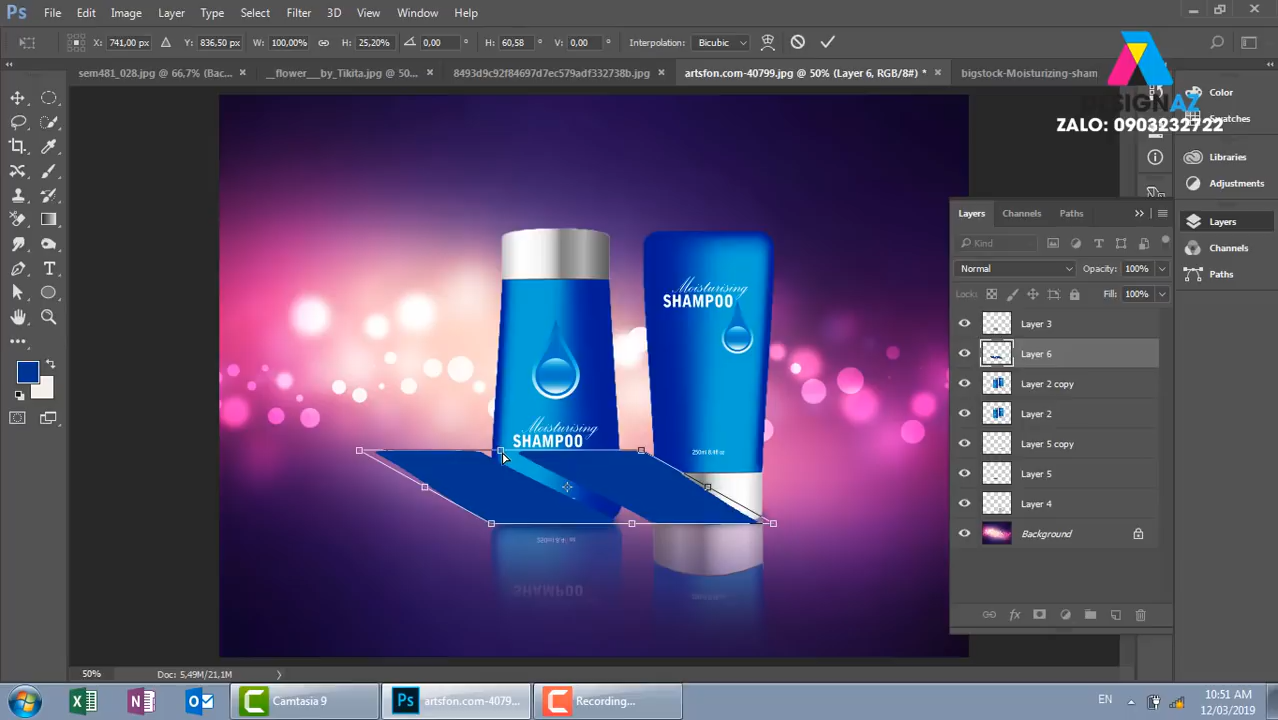 Ps File Edit Image Layer Type Select Filter 3D View Window Help
X: 741,00 px Y: 836,50 px W: 100,00% H: 25,20% 0,00 ° H: 60,58 ° V: 0,00 ° Interpolation: Bicubic
sem481_028.jpg @ 66,7% (Bac... × __flower__by_Tikita.jpg @ 50... × 8493d9c92f84697d7ec579adf332738b.jpg × artsfon.com-40799.jpg @ 50% (Layer 6, RGB/8#) * × bigstock-Moisturizing-sham
DESIGNAZ
ZALO: 0903232722
Color
Swatches
Libraries
Adjustments
Layers
Channels
Paths
Layers Channels Paths
Kind
Normal Opacity: 100%
Lock: Fill: 100%
Layer 3
Layer 6
Layer 2 copy
Layer 2
Layer 5 copy
Layer 5
Layer 4
Background
fx
Moisturising
SHAMPOO
Moisturising
SHAMPOO
250ml 8.4fl oz
50% Doc: 5,49M/21,1M
Camtasia 9 artsfon.com-4079... Recording...
EN 10:51 AM
12/03/2019